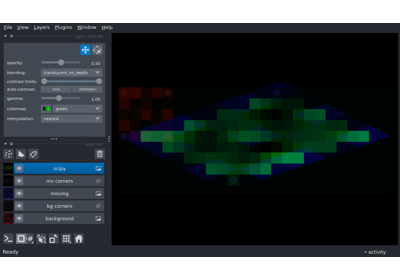 File View Layers Plugins Window Help
opacity: 0.50
blending: translucent_no_depth
contrast limits:
auto-contrast: once continuous
gamma: 1.00
colormap: green
interpolation: nearest
scipy
mv corners
moving
bg corners
background
Ready activity